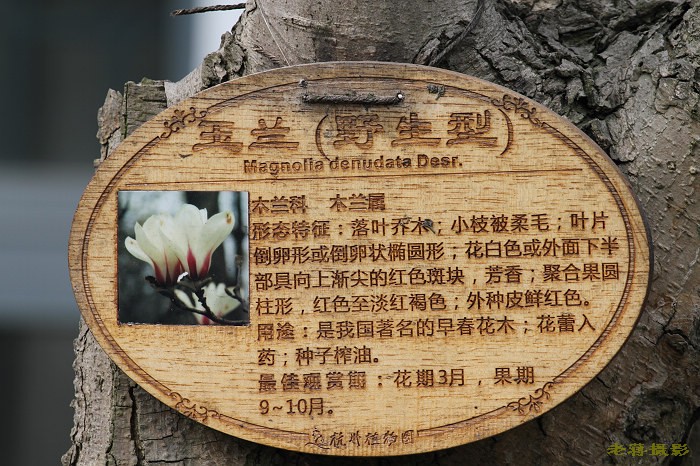 玉兰（野生型）
Magnolia denudata Desr.
木兰科 木兰属
形态特征：落叶乔木；小枝被柔毛；叶片
倒卵形或倒卵状椭圆形；花白色或外面下半
部具向上渐尖的红色斑块，芳香；聚合果圆
柱形，红色至淡红褐色；外种皮鲜红色。
用途：是我国著名的早春花木；花蕾入
药；种子榨油。
最佳观赏期：花期3月，果期
9~10月。
杭州植物园
老蒋摄影